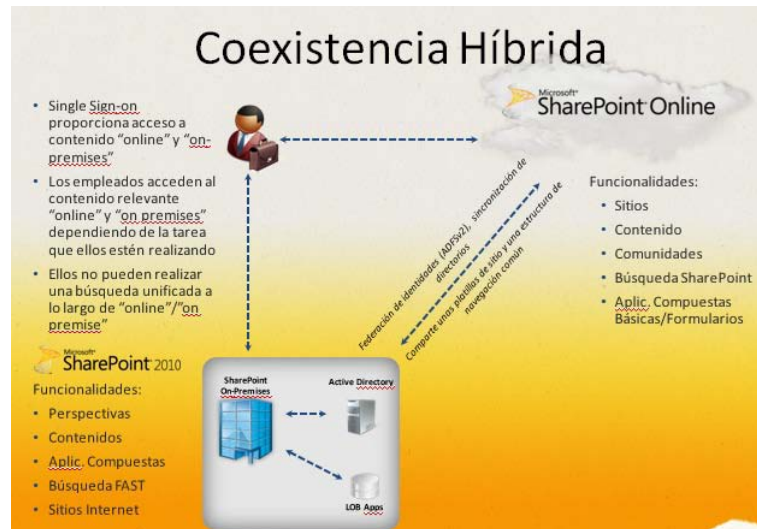 Coexistencia Híbrida
• Single Sign-on
proporciona acceso a
contenido "online" y "on-
premises"
• Los empleados acceden al
contenido relevante
"online" y "on premises"
dependiendo de la tarea
que ellos estén realizando
• Ellos no pueden realizar
una búsqueda unificada a
lo largo de "online"/"on
premise"
Microsoft®
SharePoint® Online
Federación de identidades (ADFSv2), sincronización de
directorios
Comparte unas platillas de sitio y una estructura de
navegación común
Funcionalidades:
• Sitios
• Contenido
• Comunidades
• Búsqueda SharePoint
• Aplic. Compuestas
Básicas/Formularios
Microsoft®
SharePoint® 2010
Funcionalidades:
• Perspectivas
• Contenidos
• Aplic. Compuestas
• Búsqueda FAST
• Sitios Internet
SharePoint
On-Premises
Active Directory
LOB Apps